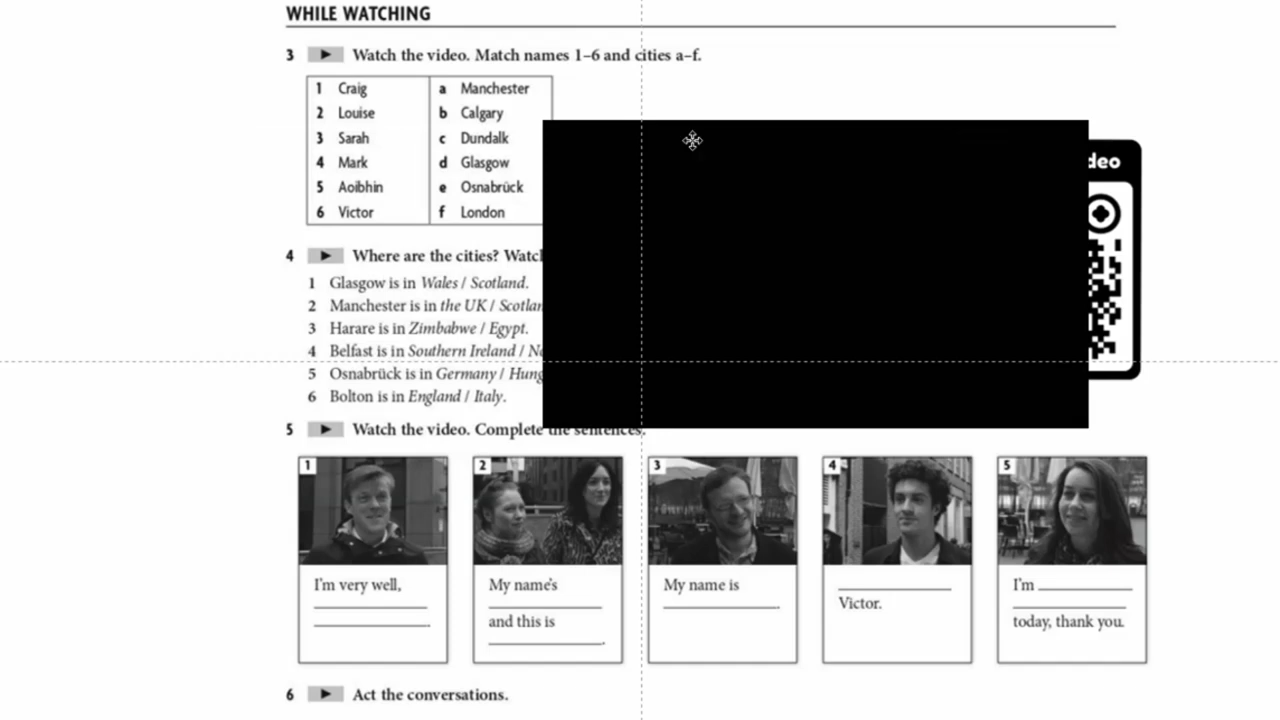 WHILE WATCHING
3 Watch the video. Match names 1–6 and cities a–f.
1 Craig a Manchester
2 Louise b Calgary
3 Sarah c Dundalk
4 Mark d Glasgow
5 Aoibhin e Osnabrück
6 Victor f London
deo
4 Where are the cities? Watc
1 Glasgow is in Wales / Scotland.
2 Manchester is in the UK / Scotlan
3 Harare is in Zimbabwe / Egypt.
4 Belfast is in Southern Ireland / N
5 Osnabrück is in Germany / Hung
6 Bolton is in England / Italy.
5 Watch the video. Complete the sentences.
1 2 3 4 5
I'm very well,
My name's
and this is
My name is
Victor.
I'm
today, thank you.
6 Act the conversations.